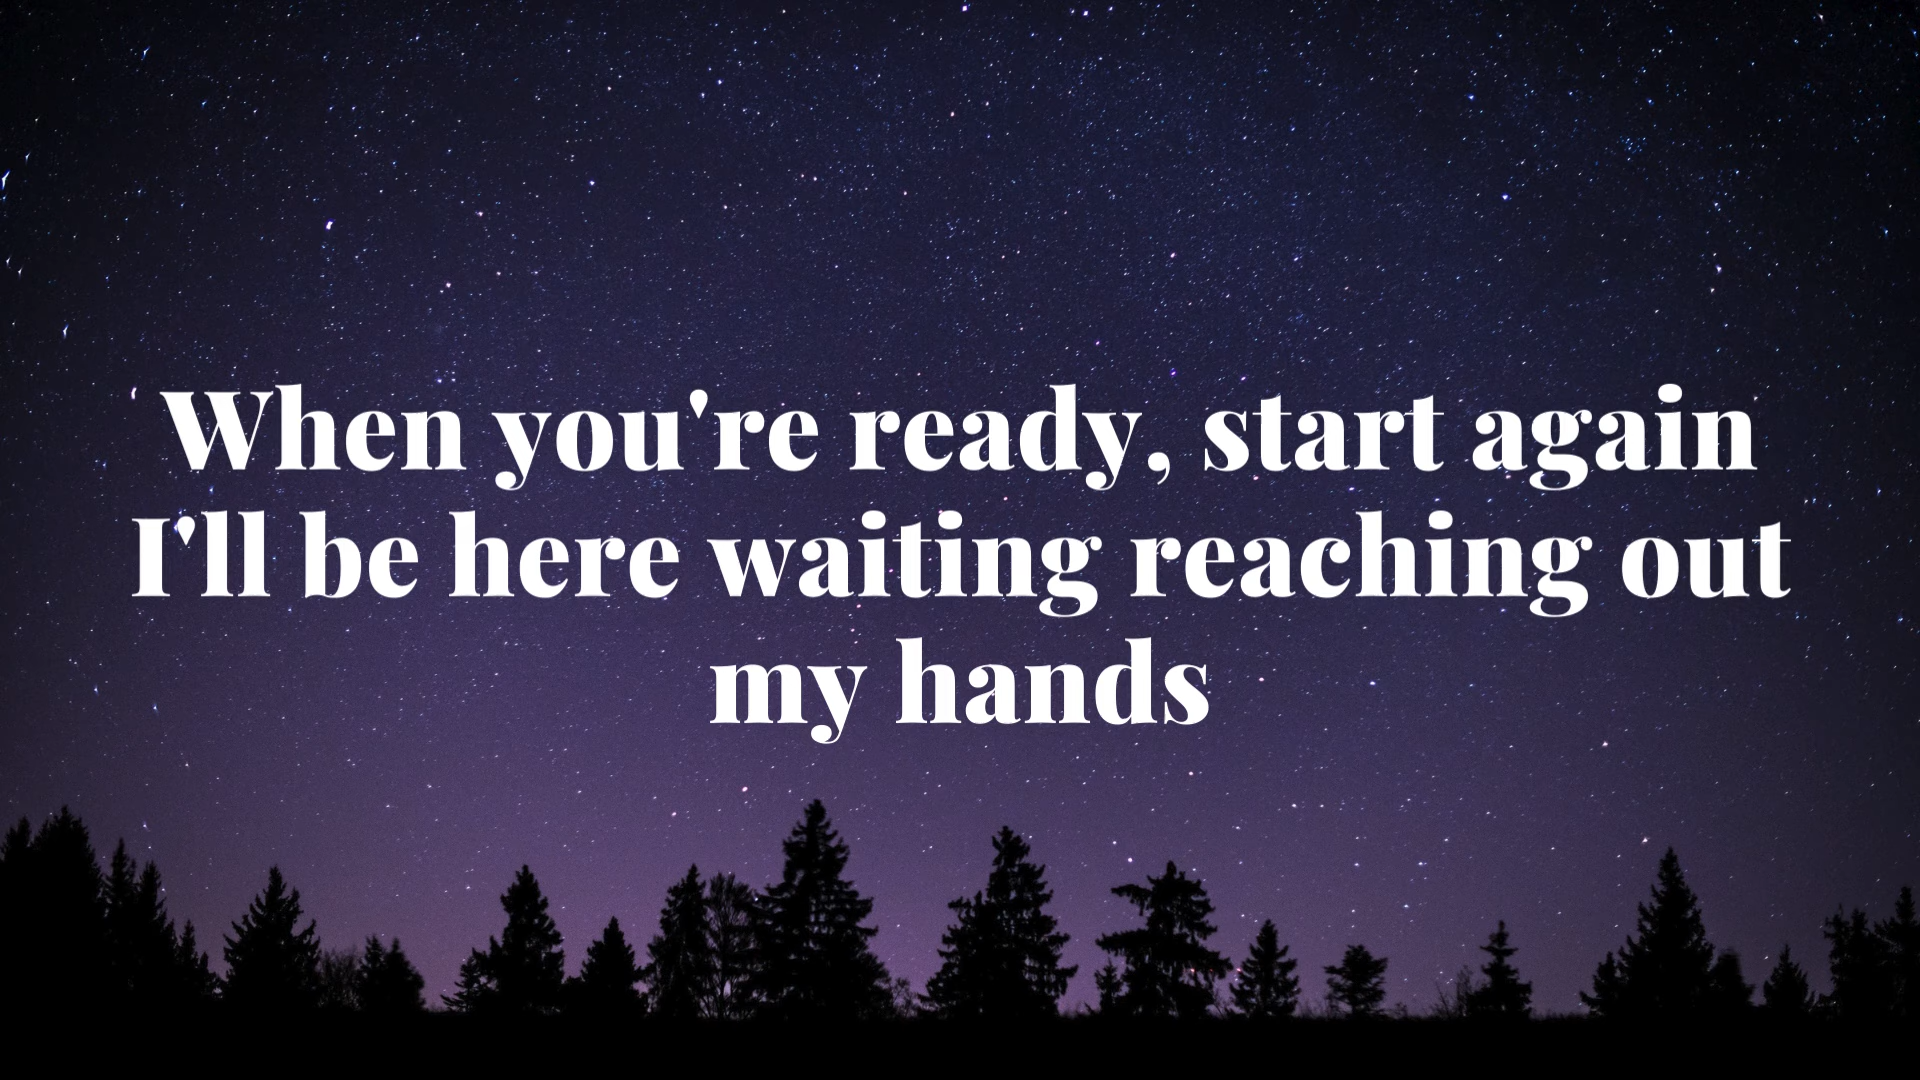 When you're ready, start again
I'll be here waiting reaching out
my hands